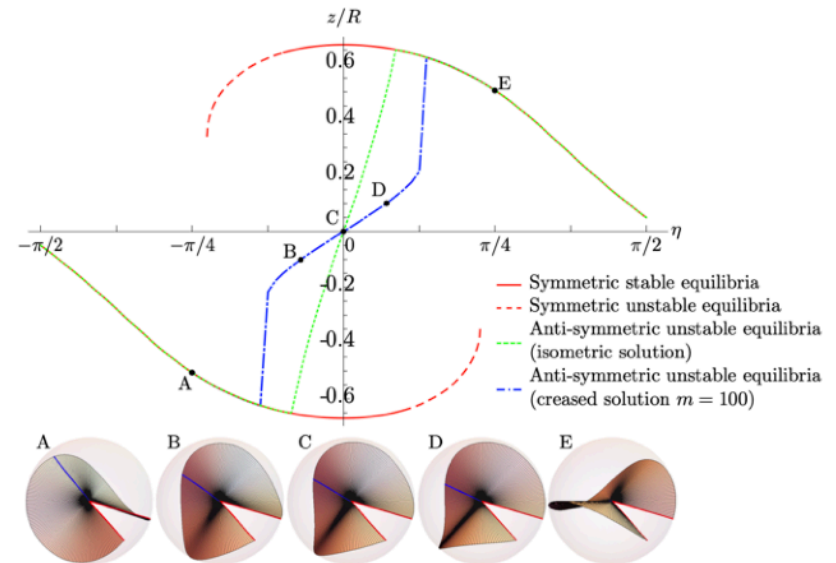 z/R
0.6
0.4
0.2
E
D
C
−π/2 −π/4 0 π/4 π/2 η
B
-0.2
-0.4
-0.6
A
Symmetric stable equilibria
Symmetric unstable equilibria
Anti-symmetric unstable equilibria
(isometric solution)
Anti-symmetric unstable equilibria
(creased solution m = 100)
A B C D E